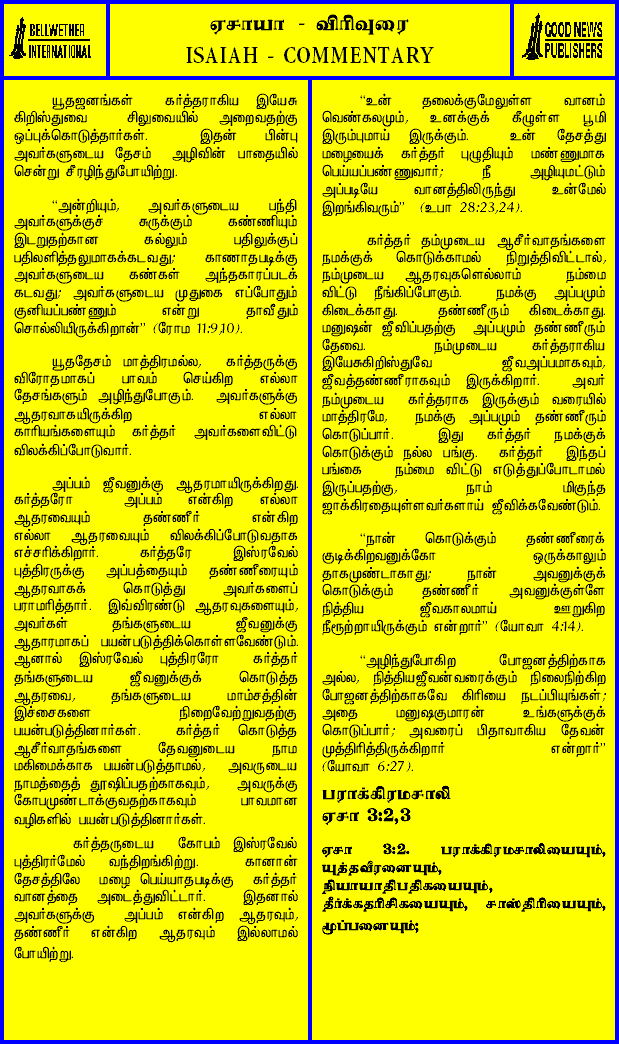 BELLWETHER
INTERNATIONAL
ஏசாயா - விரிவுரை
ISAIAH - COMMENTARY
GOOD NEWS
PUBLISHERS
யூதஜனங்கள் கர்த்தராகிய இயேசு
கிறிஸ்துவை சிலுவையில் அறைவதற்கு
ஒப்புக்கொடுத்தார்கள். இதன் பின்பு
அவர்களுடைய தேசம் அழிவின் பாதையில்
சென்று சீரழிந்துபோயிற்று.
“அன்றியும், அவர்களுடைய பந்தி
அவர்களுக்குச் சுருக்கும் கண்ணியும்
இடறுதற்கான கல்லும் பதிலுக்குப்
பதிலளித்தலுமாகக்கடவது; காணாதபடிக்கு
அவர்களுடைய கண்கள் அந்தகாரப்படக்
கடவது; அவர்களுடைய முதுகை எப்போதும்
குனியப்பண்ணும் என்று தாவீதும்
சொல்லியிருக்கிறான்” (ரோம 11:9,10).
யூததேசம் மாத்திரமல்ல, கர்த்தருக்கு
விரோதமாகப் பாவம் செய்கிற எல்லா
தேசங்களும் அழிந்துபோகும். அவர்களுக்கு
ஆதரவாகயிருக்கிற எல்லா
காரியங்களையும் கர்த்தர் அவர்களைவிட்டு
விலக்கிப்போடுவார்.
அப்பம் ஜீவனுக்கு ஆதரமாயிருக்கிறது.
கர்த்தரோ அப்பம் என்கிற எல்லா
ஆதரவையும் தண்ணீர் என்கிற
எல்லா ஆதரவையும் விலக்கிப்போடுவதாக
எச்சரிக்கிறார். கர்த்தரே இஸ்ரவேல்
புத்திரருக்கு அப்பத்தையும் தண்ணீரையும்
ஆதரவாகக் கொடுத்து அவர்களைப்
பராமரித்தார். இவ்விரண்டு ஆதரவுகளையும்,
அவர்கள் தங்களுடைய ஜீவனுக்கு
ஆதாரமாகப் பயன்படுத்திக்கொள்ளவேண்டும்.
ஆனால் இஸ்ரவேல் புத்திரரோ கர்த்தர்
தங்களுடைய ஜீவனுக்குக் கொடுத்த
ஆதரவை, தங்களுடைய மாம்சத்தின்
இச்சைகளை நிறைவேற்றுவதற்கு
பயன்படுத்தினார்கள். கர்த்தர் கொடுத்த
ஆசீர்வாதங்களை தேவனுடைய நாம
மகிமைக்காக பயன்படுத்தாமல், அவருடைய
நாமத்தைத் தூஷிப்பதற்காகவும், அவருக்கு
கோபமுண்டாக்குவதற்காகவும் பாவமான
வழிகளில் பயன்படுத்தினார்கள்.
கர்த்தருடைய கோபம் இஸ்ரவேல்
புத்திரர்மேல் வந்திறங்கிற்று. கானான்
தேசத்திலே மழை பெய்யாதபடிக்கு கர்த்தர்
வானத்தை அடைத்துவிட்டார். இதனால்
அவர்களுக்கு அப்பம் என்கிற ஆதரவும்,
தண்ணீர் என்கிற ஆதரவும் இல்லாமல்
போயிற்று.
“உன் தலைக்குமேலுள்ள வானம்
வெண்கலமும், உனக்குக் கீழுள்ள பூமி
இரும்புமாய் இருக்கும். உன் தேசத்து
மழையைக் கர்த்தர் புழுதியும் மண்ணுமாக
பெய்யப்பண்ணுவார்; நீ அழியுமட்டும்
அப்படியே வானத்திலிருந்து உன்மேல்
இறங்கிவரும்” (உபா 28:23,24).
கர்த்தர் தம்முடைய ஆசீர்வாதங்களை
நமக்குக் கொடுக்காமல் நிறுத்திவிட்டால்,
நம்முடைய ஆதரவுகளெல்லாம் நம்மை
விட்டு நீங்கிப்போகும். நமக்கு அப்பமும்
கிடைக்காது. தண்ணீரும் கிடைக்காது.
மனுஷன் ஜீவிப்பதற்கு அப்பமும் தண்ணீரும்
தேவை. நம்முடைய கர்த்தராகிய
இயேசுகிறிஸ்துவே ஜீவஅப்பமாகவும்,
ஜீவத்தண்ணீராகவும் இருக்கிறார். அவர்
நம்முடைய கர்த்தராக இருக்கும் வரையில்
மாத்திரமே, நமக்கு அப்பமும் தண்ணீரும்
கொடுப்பார். இது கர்த்தர் நமக்குக்
கொடுக்கும் நல்ல பங்கு. கர்த்தர் இந்தப்
பங்கை நம்மை விட்டு எடுத்துப்போடாமல்
இருப்பதற்கு, நாம் மிகுந்த
ஜாக்கிரதையுள்ளவர்களாய் ஜீவிக்கவேண்டும்.
“நான் கொடுக்கும் தண்ணீரைக்
குடிக்கிறவனுக்கோ ஒருக்காலும்
தாகமுண்டாகாது; நான் அவனுக்குக்
கொடுக்கும் தண்ணீர் அவனுக்குள்ளே
நித்திய ஜீவகாலமாய் ஊறுகிற
நீரூற்றாயிருக்கும் என்றார்” (யோவா 4:14).
“அழிந்துபோகிற போஜனத்திற்காக
அல்ல, நித்தியஜீவன்வரைக்கும் நிலைநிற்கிற
போஜனத்திற்காகவே கிரியை நடப்பியுங்கள்;
அதை மனுஷகுமாரன் உங்களுக்குக்
கொடுப்பார்; அவரைப் பிதாவாகிய தேவன்
முத்திரித்திருக்கிறார் என்றார்”
(யோவா 6:27).
பராக்கிரமசாலி
ஏசா 3:2,3
ஏசா 3:2. பராக்கிரமசாலியையும்,
யுத்தவீரனையும்,
நியாயாதிபதிகயையும்,
தீர்க்கதரிசிகயையும், சாஸ்திரியையும்,
மூப்பனையும்;